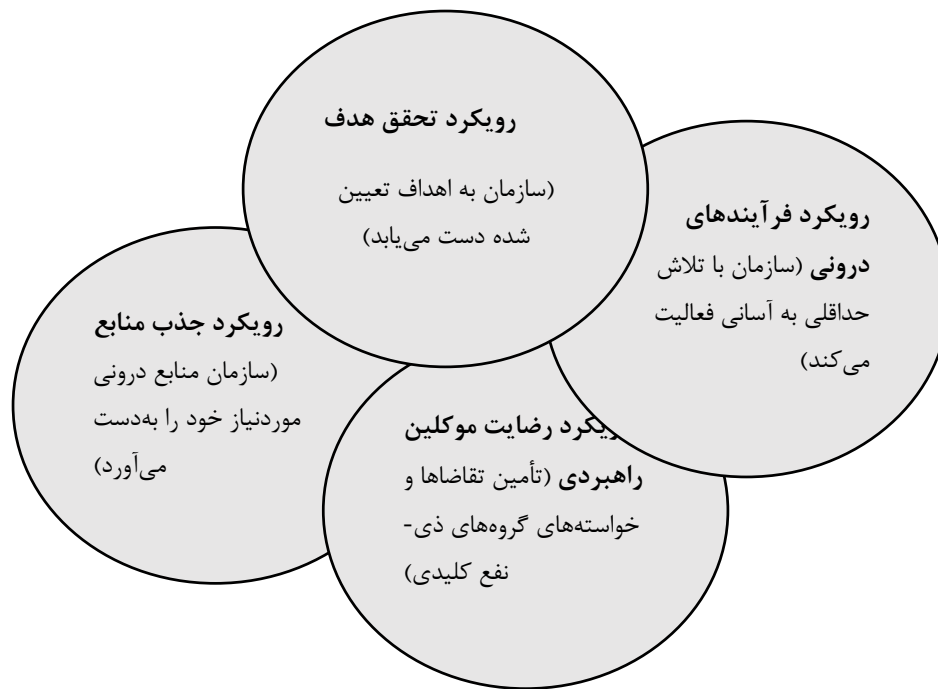 رویکرد تحقق هدف
(سازمان به اهداف تعیین
شده دست می‌یابد)
رویکرد فرآیندهای
درونی (سازمان با تلاش
حداقلی به آسانی فعالیت
می‌کند)
رویکرد جذب منابع
(سازمان منابع درونی
موردنیاز خود را به‌دست
می‌آورد)
رضایت موکلین
راهبردی (تأمین تقاضاها و
خواسته‌های گروه‌های ذی-
نفع کلیدی)